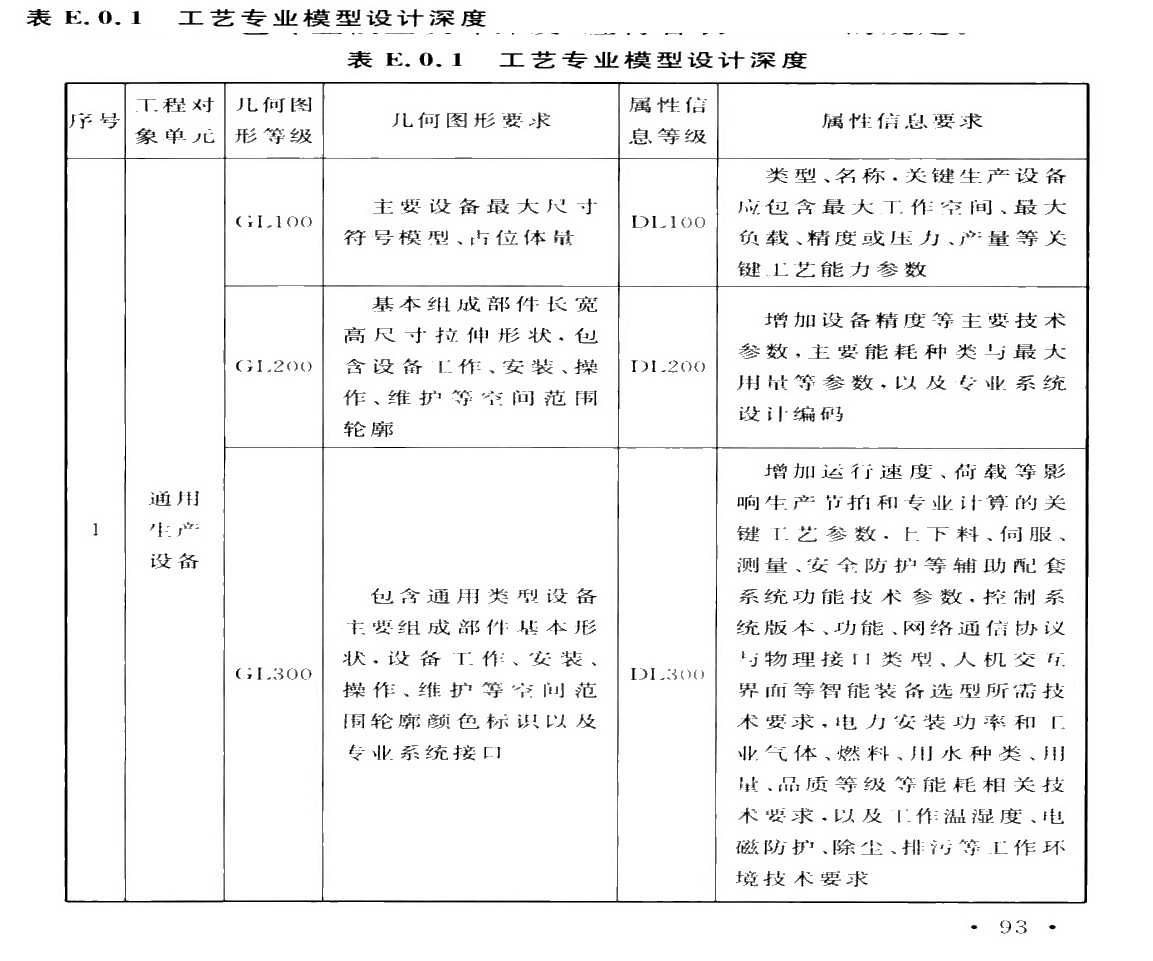 表 E.0.1 工艺专业模型设计深度
表 E.0.1 工艺专业模型设计深度
序号
工程对
象单元
几何图
形等级
几何图形要求
属性信
息等级
属性信息要求
1
通用
生产
设备
GL100
主要设备最大尺寸
符号模型、占位体量
DL100
类型、名称,关键生产设备
应包含最大工作空间、最大
负载、精度或压力、产量等关
键工艺能力参数
GL200
基本组成部件长宽
高尺寸拉伸形状,包
含设备工作、安装、操
作、维护等空间范围
轮廓
DL200
增加设备精度等主要技术
参数,主要能耗种类与最大
用量等参数,以及专业系统
设计编码
GL300
包含通用类型设备
主要组成部件基本形
状,设备工作、安装、
操作、维护等空间范
围轮廓颜色标识以及
专业系统接口
DL300
增加运行速度、荷载等影
响生产节拍和专业计算的关
键工艺参数,上下料、伺服、
测量、安全防护等辅助配套
系统功能技术参数,控制系
统版本、功能、网络通信协议
与物理接口类型、人机交互
界面等智能装备选型所需技
术要求,电力安装功率和工
业气体、燃料、用水种类、用
量、品质等级等能耗相关技
术要求,以及工作温湿度、电
磁防护、除尘、排污等工作环
境技术要求
• 93 •